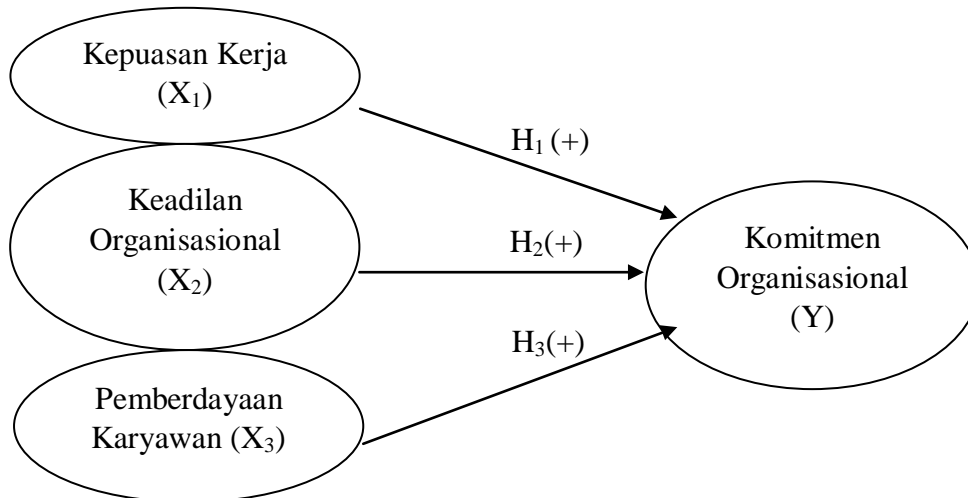 Kepuasan Kerja
(X₁)
H₁ (+)
Keadilan
Organisasional
(X₂)
H₂(+)
Komitmen
Organisasional
(Y)
H₃(+)
Pemberdayaan
Karyawan (X₃)